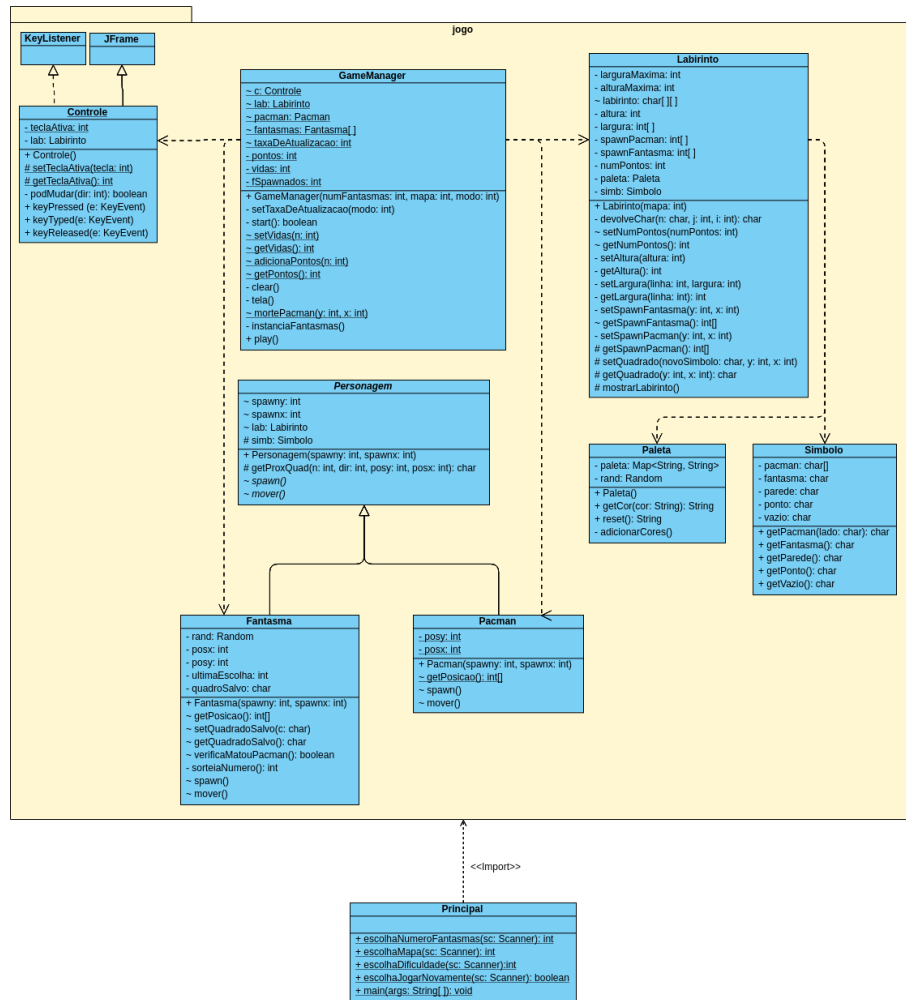 jogo
KeyListener
JFrame
Controle
- teclaAtiva: int
- lab: Labirinto
+ Controle()
# setTeclaAtiva(tecla: int)
# getTeclaAtiva(): int
- podMudar(dir: int): boolean
+ keyPressed (e: KeyEvent)
+ keyTyped(e: KeyEvent)
+ keyReleased(e: KeyEvent)
GameManager
~ c: Controle
~ lab: Labirinto
~ pacman: Pacman
~ fantasmas: Fantasma[ ]
~ taxaDeAtualizacao: int
- pontos: int
- vidas: int
- fSpawnados: int
+ GameManager(numFantasmas: int, mapa: int, modo: int)
- setTaxaDeAtualizacao(modo: int)
- start(): boolean
~ setVidas(n: int)
~ getVidas(): int
~ adicionaPontos(n: int)
~ getPontos(): int
- clear()
- tela()
~ mortePacman(y: int, x: int)
- instanciaFantasmas()
+ play()
Labirinto
- larguraMaxima: int
- alturaMaxima: int
~ labirinto: char[ ][ ]
- altura: int
- largura: int[ ]
- spawnPacman: int[ ]
- spawnFantasma: int[ ]
- numPontos: int
- paleta: Paleta
- simb: Simbolo
+ Labirinto(mapa: int)
- devolveChar(n: char, j: int, i: int): char
~ setNumPontos(numPontos: int)
~ getNumPontos(): int
- setAltura(altura: int)
- getAltura(): int
- setLargura(linha: int, largura: int)
- getLargura(linha: int): int
- setSpawnFantasma(y: int, x: int)
~ getSpawnFantasma(): int[]
- setSpawnPacman(y: int, x: int)
# getSpawnPacman(): int[]
# setQuadrado(novoSimbolo: char, y: int, x: int)
# getQuadrado(y: int, x: int): char
# mostrarLabirinto()
Personagem
~ spawny: int
~ spawnx: int
~ lab: Labirinto
# simb: Simbolo
+ Personagem(spawny: int, spawnx: int)
# getProxQuad(n: int, dir: int, posy: int, posx: int): char
~ spawn()
~ mover()
Paleta
- paleta: Map<String, String>
- rand: Random
+ Paleta()
+ getCor(cor: String): String
+ reset(): String
- adicionarCores()
Simbolo
- pacman: char[]
- fantasma: char
- parede: char
- ponto: char
- vazio: char
+ getPacman(lado: char): char
+ getFantasma(): char
+ getParede(): char
+ getPonto(): char
+ getVazio(): char
Fantasma
- rand: Random
- posx: int
- posy: int
- ultimaEscolha: int
- quadroSalvo: char
+ Fantasma(spawny: int, spawnx: int)
~ getPosicao(): int[]
~ setQuadradoSalvo(c: char)
~ getQuadradoSalvo(): char
~ verificaMatouPacman(): boolean
- sorteiaNumero(): int
~ spawn()
~ mover()
Pacman
- posy: int
- posx: int
+ Pacman(spawny: int, spawnx: int)
~ getPosicao(): int[]
~ spawn()
~ mover()
<<Import>>
Principal
+ escolhaNumeroFantasmas(sc: Scanner): int
+ escolhaMapa(sc: Scanner): int
+ escolhaDificuldade(sc: Scanner):int
+ escolhaJogarNovamente(sc: Scanner): boolean
+ main(args: String[ ]): void